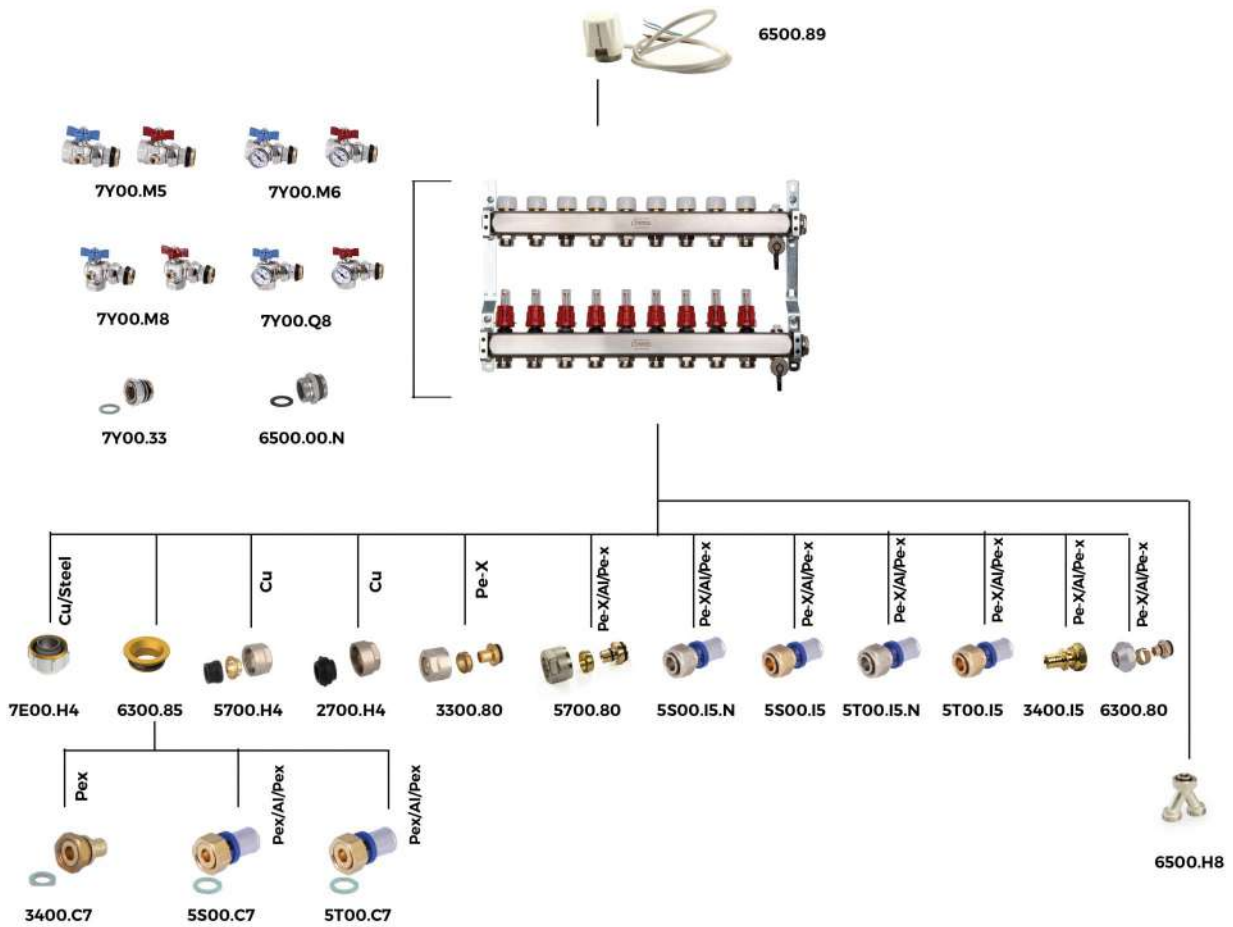 6500.89
7Y00.M5
7Y00.M6
7Y00.M8
7Y00.Q8
7Y00.33
6500.00.N
Cu/Steel
Cu
Cu
Pe-X
Pe-X/Al/Pe-x
Pe-X/Al/Pe-x
Pe-X/Al/Pe-x
Pe-X/Al/Pe-x
Pe-X/Al/Pe-x
Pe-X/Al/Pe-x
Pe-X/Al/Pe-x
7E00.H4
6300.85
5700.H4
2700.H4
3300.80
5700.80
5S00.I5.N
5S00.I5
5T00.I5.N
5T00.I5
3400.I5
6300.80
Pex
Pex/Al/Pex
Pex/Al/Pex
3400.C7
5S00.C7
5T00.C7
6500.H8